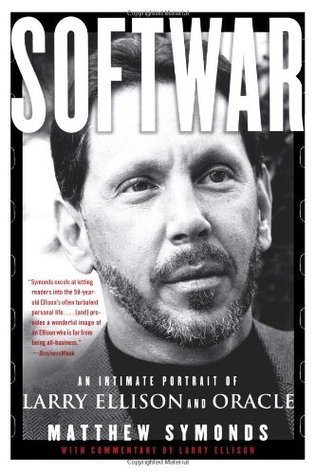 SOFTWAR
"Symonds excels at letting
readers into the 59-year-
old Ellison's often turbulent
personal life. . . . [and] pro-
vides a wonderful image of
an Ellison who is far from
being all-business."
—BusinessWeek
AN INTIMATE PORTRAIT OF
LARRY ELLISON AND ORACLE
MATTHEW SYMONDS
WITH COMMENTARY BY LARRY ELLISON